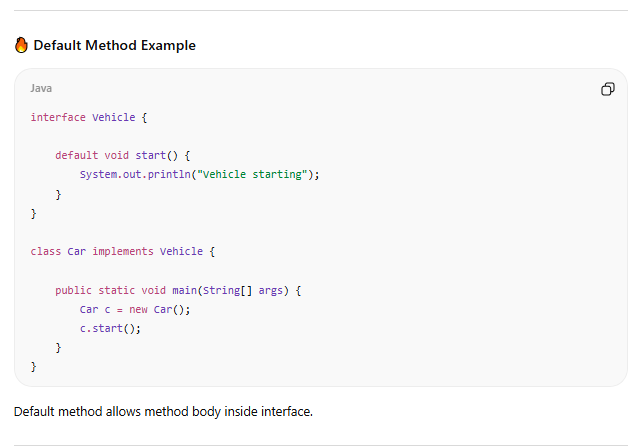 🔥 Default Method Example
Java
interface Vehicle {
    default void start() {
        System.out.println("Vehicle starting");
    }
}
class Car implements Vehicle {
    public static void main(String[] args) {
        Car c = new Car();
        c.start();
    }
}
Default method allows method body inside interface.